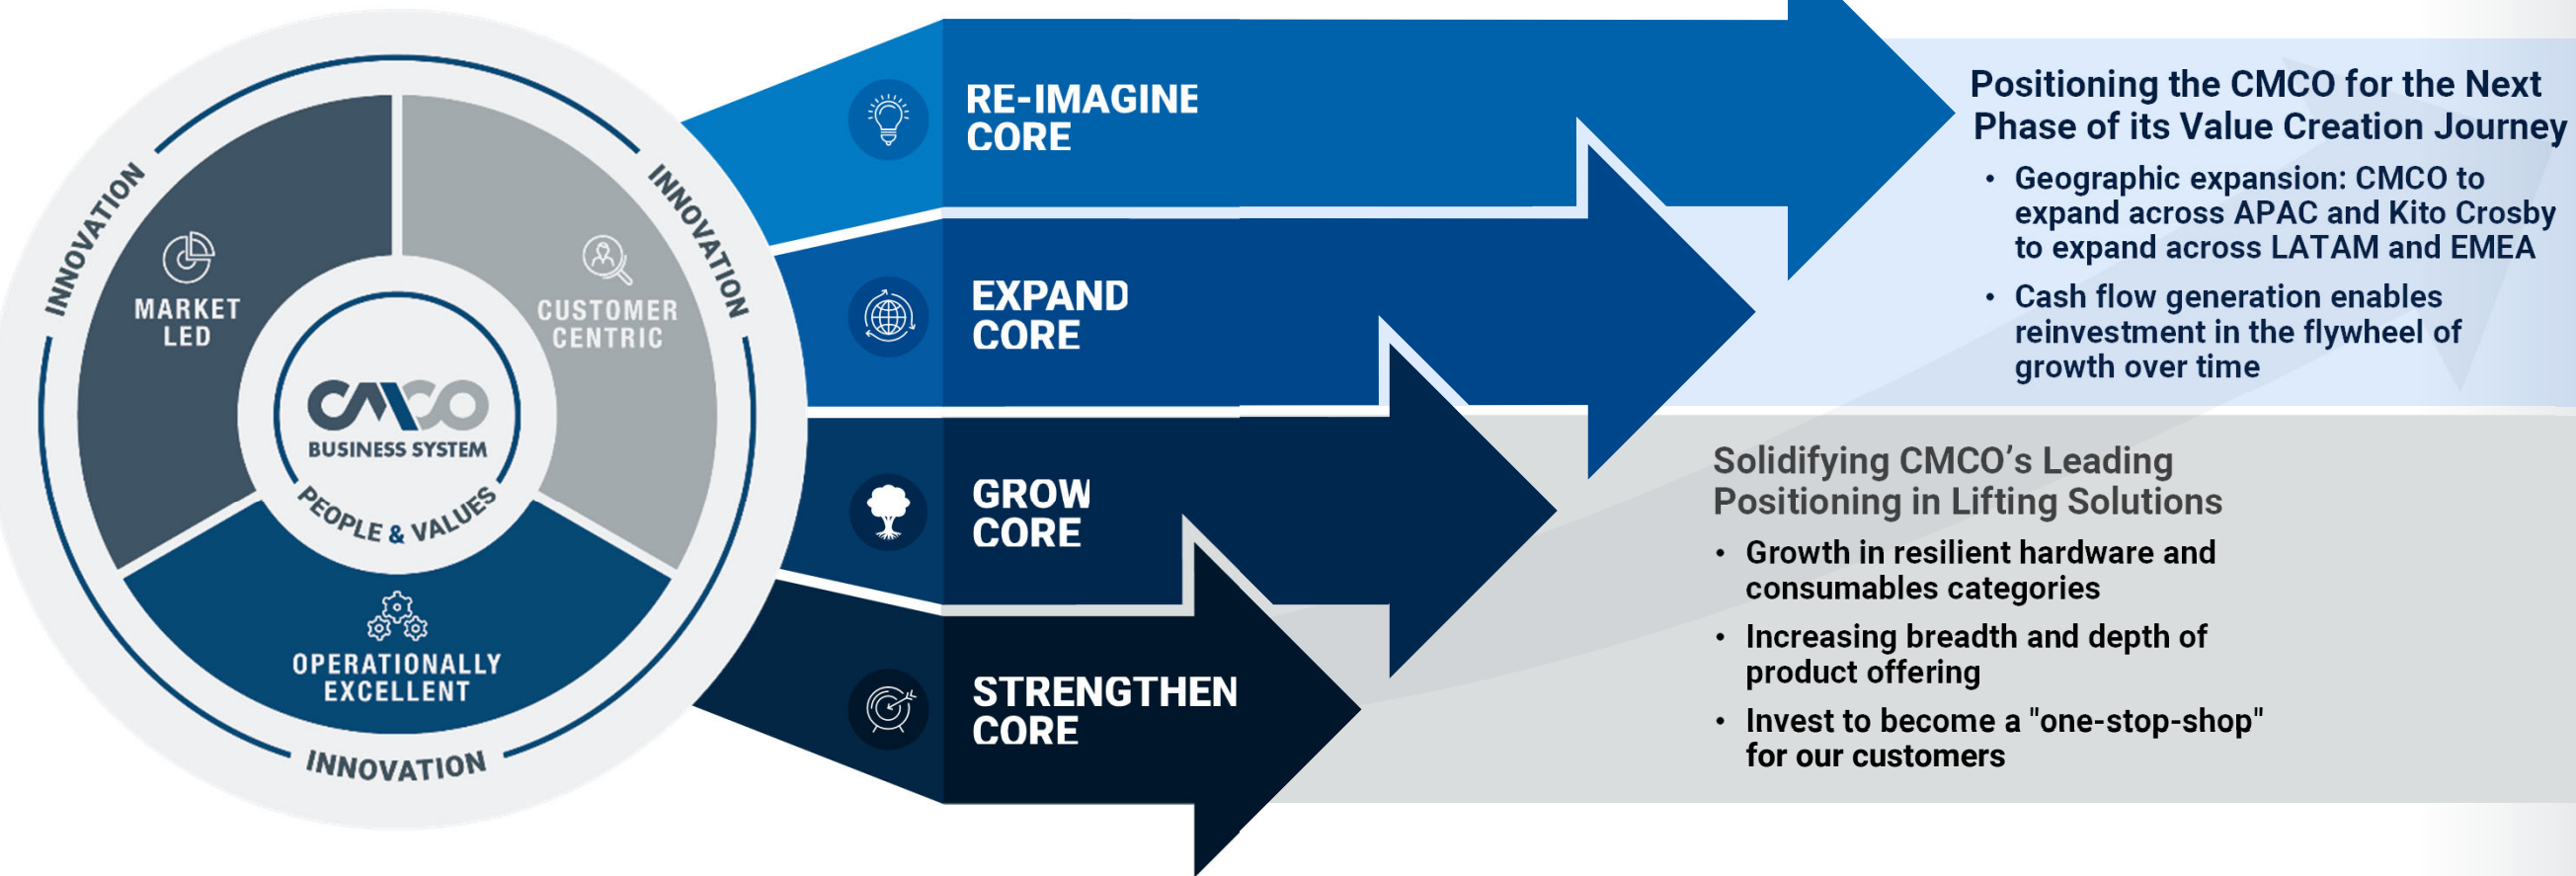 INNOVATION
INNOVATION
MARKET
LED
CUSTOMER
CENTRIC
CMCO
BUSINESS SYSTEM
PEOPLE & VALUES
OPERATIONALLY
EXCELLENT
INNOVATION
RE-IMAGINE
CORE
EXPAND
CORE
GROW
CORE
STRENGTHEN
CORE
Positioning the CMCO for the Next
Phase of its Value Creation Journey
• Geographic expansion: CMCO to
expand across APAC and Kito Crosby
to expand across LATAM and EMEA
• Cash flow generation enables
reinvestment in the flywheel of
growth over time
Solidifying CMCO’s Leading
Positioning in Lifting Solutions
• Growth in resilient hardware and
consumables categories
• Increasing breadth and depth of
product offering
• Invest to become a "one-stop-shop"
for our customers